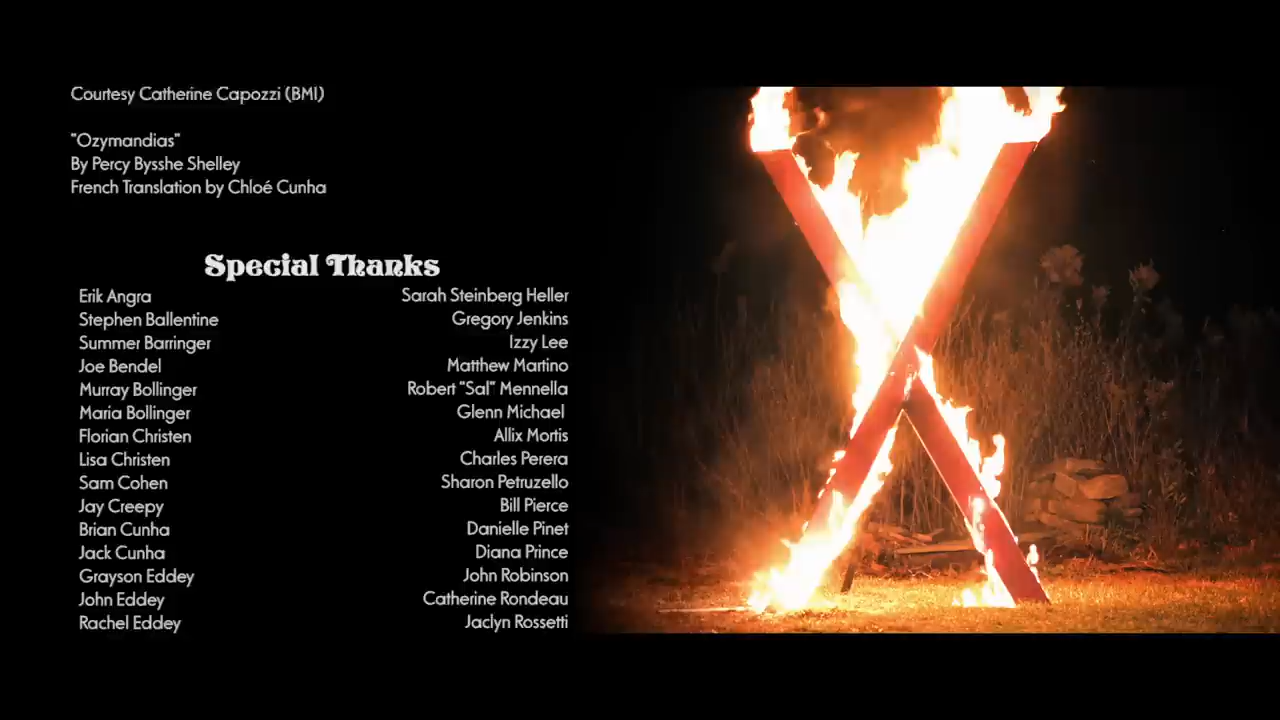 Courtesy Catherine Capozzi (BMI)
"Ozymandias"
By Percy Bysshe Shelley
French Translation by Chloé Cunha
Special Thanks
Erik Angra
Stephen Ballentine
Summer Barringer
Joe Bendel
Murray Bollinger
Maria Bollinger
Florian Christen
Lisa Christen
Sam Cohen
Jay Creepy
Brian Cunha
Jack Cunha
Grayson Eddey
John Eddey
Rachel Eddey
Sarah Steinberg Heller
Gregory Jenkins
Izzy Lee
Matthew Martino
Robert "Sal" Mennella
Glenn Michael
Allix Mortis
Charles Perera
Sharon Petruzello
Bill Pierce
Danielle Pinet
Diana Prince
John Robinson
Catherine Rondeau
Jaclyn Rossetti